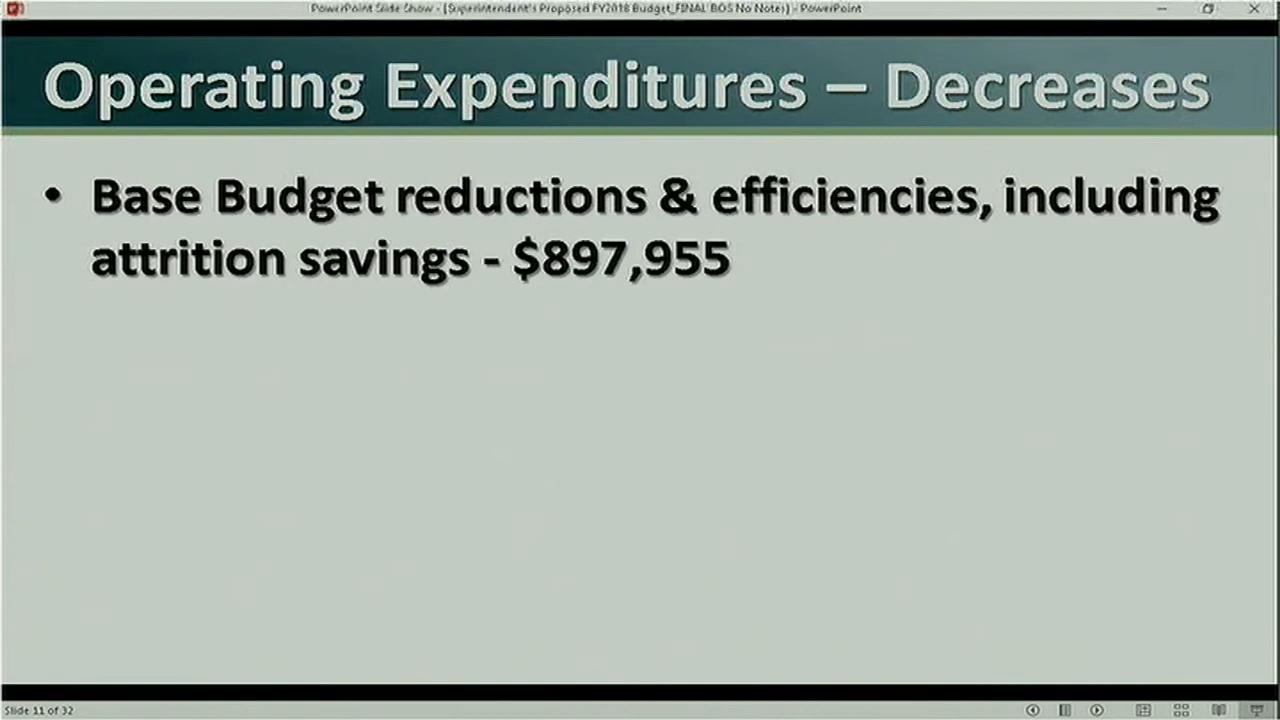 PowerPoint Slide Show - [Superintendent's Proposed FY2018 Budget_FINAL BOS No Notes] - PowerPoint
Operating Expenditures – Decreases
• Base Budget reductions & efficiencies, including
attrition savings - $897,955
Slide 11 of 32